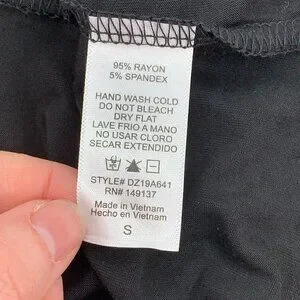 95% RAYON
5% SPANDEX
HAND WASH COLD
DO NOT BLEACH
DRY FLAT
LAVE FRIO A MANO
NO USAR CLORO
SECAR EXTENDIDO
STYLE# DZ19A641
RN# 149137
Made in Vietnam
Hecho en Vietnam
S